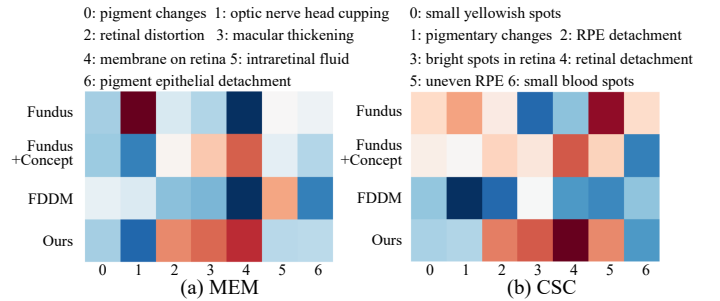 0: pigment changes 1: optic nerve head cupping
2: retinal distortion 3: macular thickening
4: membrane on retina 5: intraretinal fluid
6: pigment epithelial detachment
Fundus
Fundus
+Concept
FDDM
Ours
0 1 2 3 4 5 6
(a) MEM
0: small yellowish spots
1: pigmentary changes 2: RPE detachment
3: bright spots in retina 4: retinal detachment
5: uneven RPE 6: small blood spots
Fundus
Fundus
+Concept
FDDM
Ours
0 1 2 3 4 5 6
(b) CSC